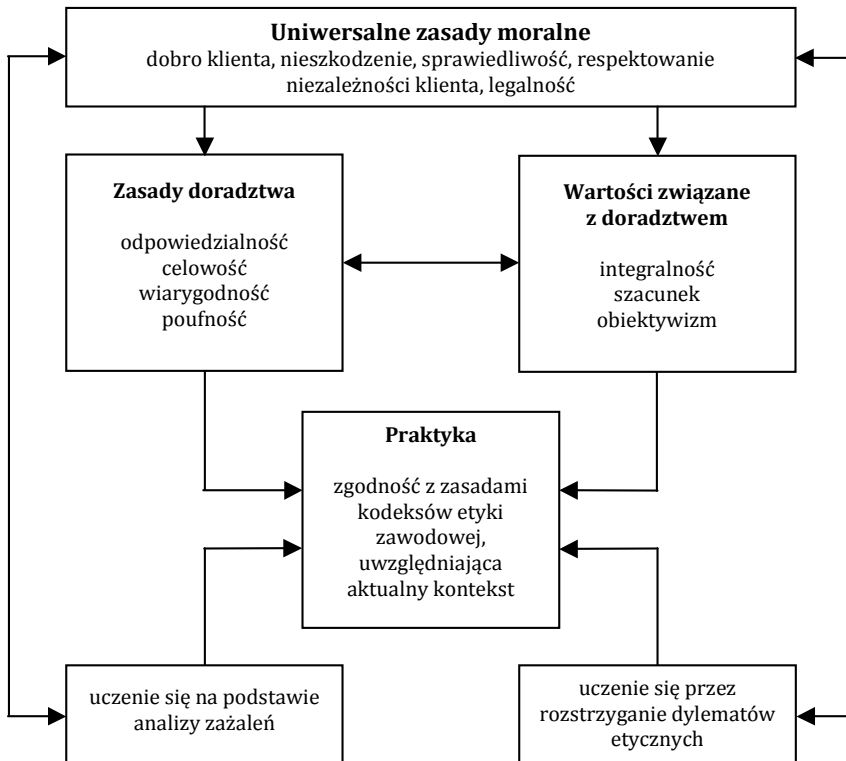 Uniwersalne zasady moralne
dobro klienta, nieszkodzenie, sprawiedliwość, respektowanie
niezależności klienta, legalność
Zasady doradztwa
odpowiedzialność
celowość
wiarygodność
poufność
Wartości związane
z doradztwem
integralność
szacunek
obiektywizm
Praktyka
zgodność z zasadami
kodeksów etyki
zawodowej,
uwzględniająca
aktualny kontekst
uczenie się na podstawie
analizy zażaleń
uczenie się przez
rozstrzyganie dylematów
etycznych